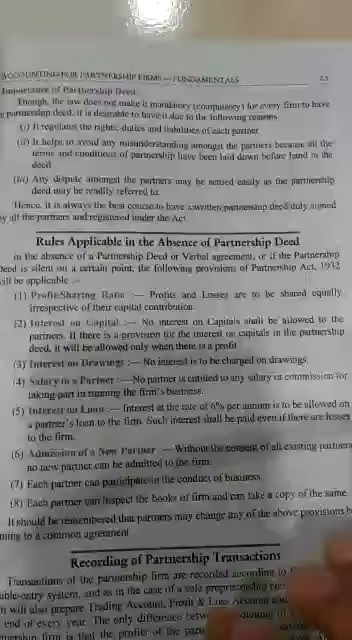 ACCOUNTING FOR PARTNERSHIP FIRMS — FUNDAMENTALS 2.5
Importance of Partnership Deed
Though, the law does not make it mandatory (compulsory) for every firm to have
a partnership deed, it is desirable to have it due to the following reasons
(i) It regulates the rights, duties and liabilities of each partner
(ii) It helps to avoid any misunderstanding amongst the partners because all the
terms and conditions of partnership have been laid down before hand in the
deed
(iii) Any dispute amongst the partners may be settled easily as the partnership
deed may be readily referred to.
Hence, it is always the best course to have a written partnership deed duly signed
by all the partners and registered under the Act.
Rules Applicable in the Absence of Partnership Deed
in the absence of a Partnership Deed or Verbal agreement, or if the Partnership
Deed is silent on a certain point, the following provisions of Partnership Act, 1932
will be applicable :—
(1) Profit Sharing Ratio :— Profits and Losses are to be shared equally
irrespective of their capital contribution.
(2) Interest on Capital :— No interest on Capitals shall be allowed to the
partners. If there is a provision for the interest on capitals in the partnership
deed, it will be allowed only when there is a profit
(3) Interest on Drawings :— No interest is to be charged on drawings
(4) Salary to a Partner :— No partner is entitled to any salary or commission for
taking part in running the firm's business.
(5) Interest on Loan :— Interest at the rate of 6% per annum is to be allowed on
a partner's loan to the firm. Such interest shall be paid even if there are losses
to the firm.
(6) Admission of a New Partner :— Without the consent of all existing partners
no new partner can be admitted to the firm.
(7) Each partner can participate in the conduct of business
(8) Each partner can inspect the books of firm and can take a copy of the same
It should be remembered that partners may change any of the above provisions b
ming to a common agreement
Recording of Partnership Transactions
Transactions of the partnership firm are recorded according to
uble-entry system, and as in the case of a sole proprietorship
will also prepare Trading Account, Profit & Loss Account
end of every year. The only difference
firm is that the profits of the